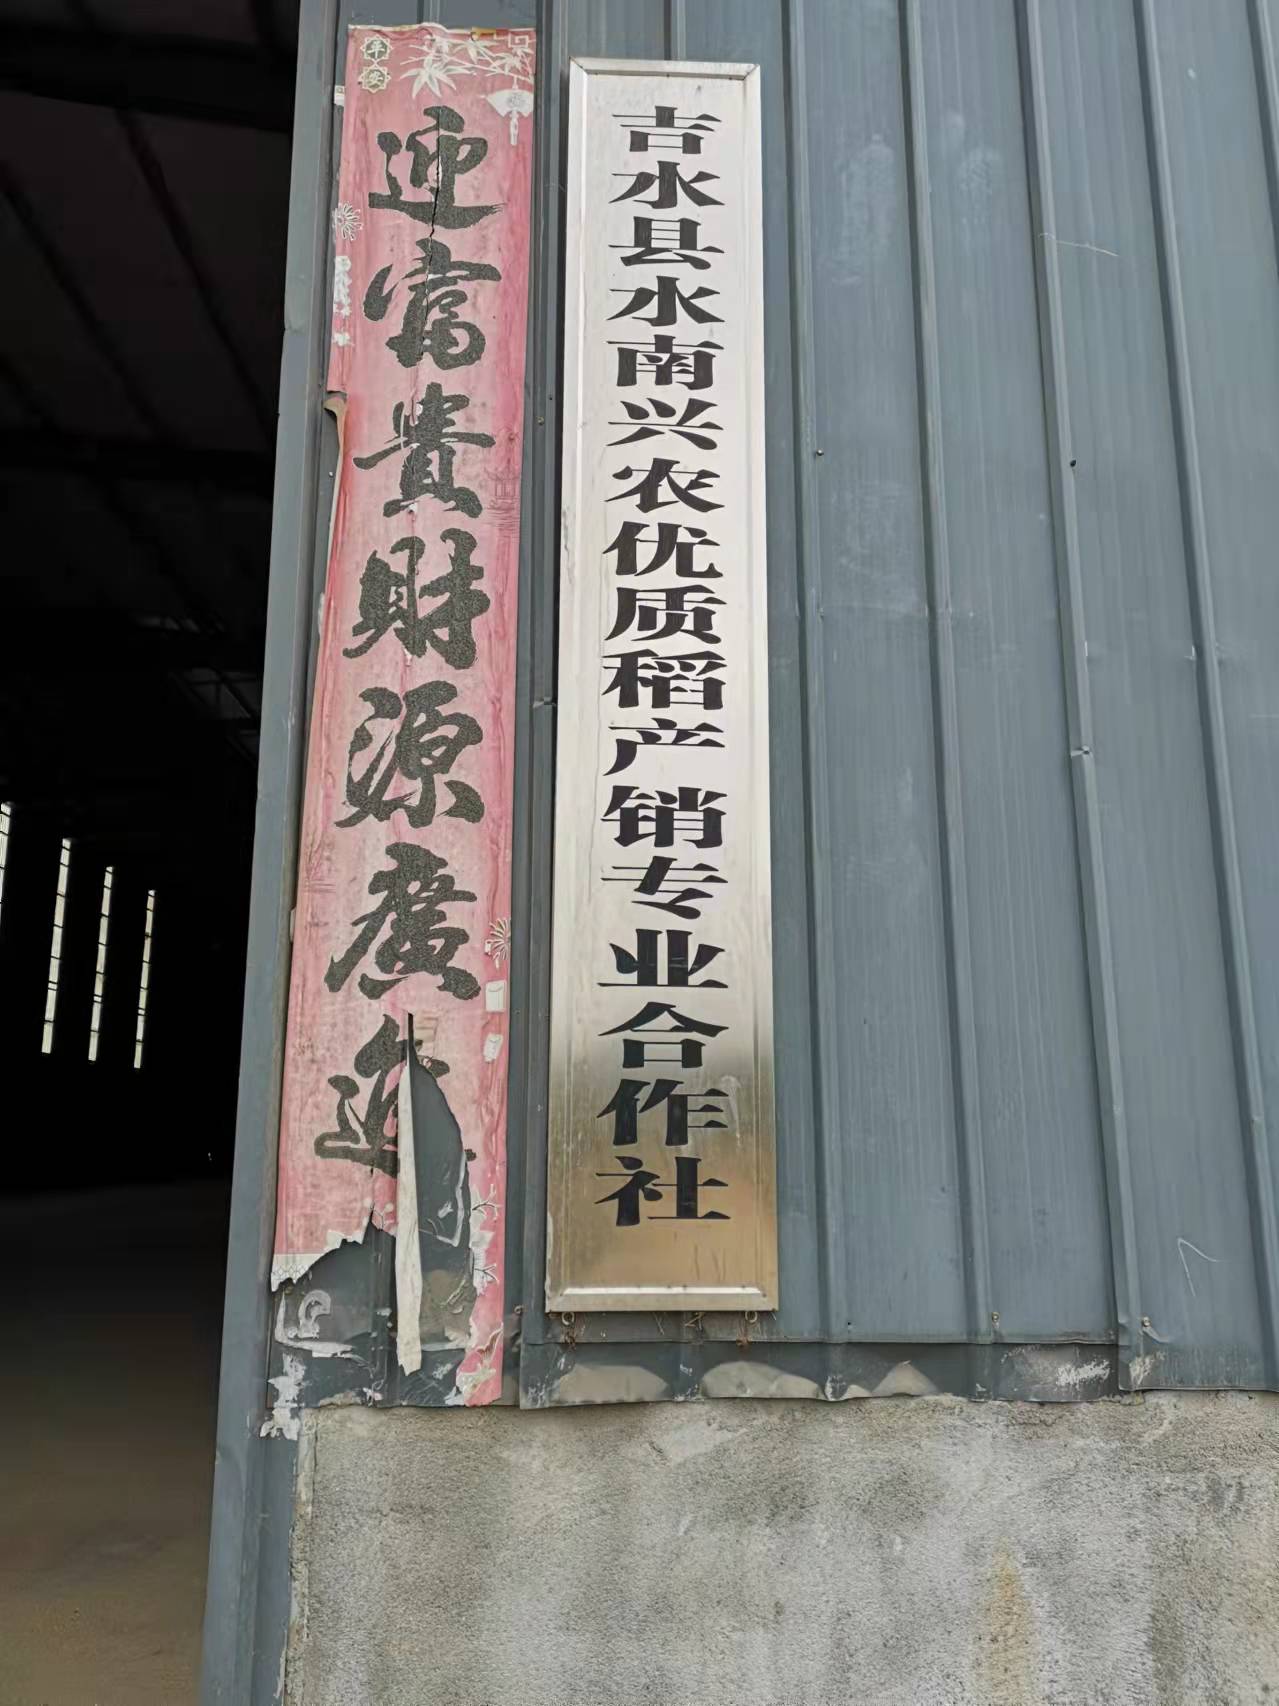 平安
迎富貴財源廣進
吉水县水南兴农优质稻产销专业合作社